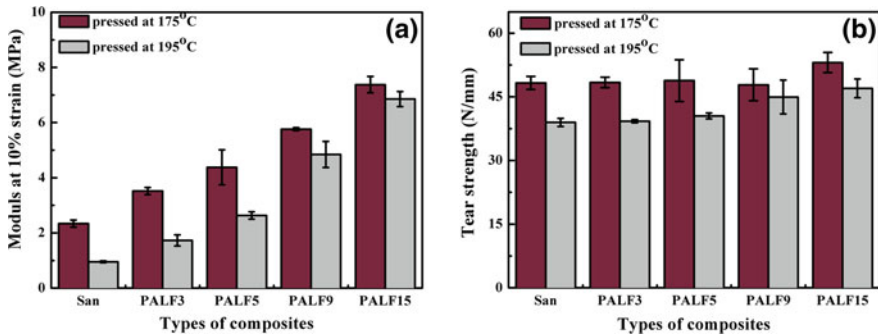 pressed at 175°C
pressed at 195°C
(a)
Moduls at 10% strain (MPa)
10
8
6
4
2
0
San PALF3 PALF5 PALF9 PALF15
Types of composites
pressed at 175°C
pressed at 195°C
(b)
Tear strength (N/mm)
60
45
30
15
0
San PALF3 PALF5 PALF9 PALF15
Types of composites